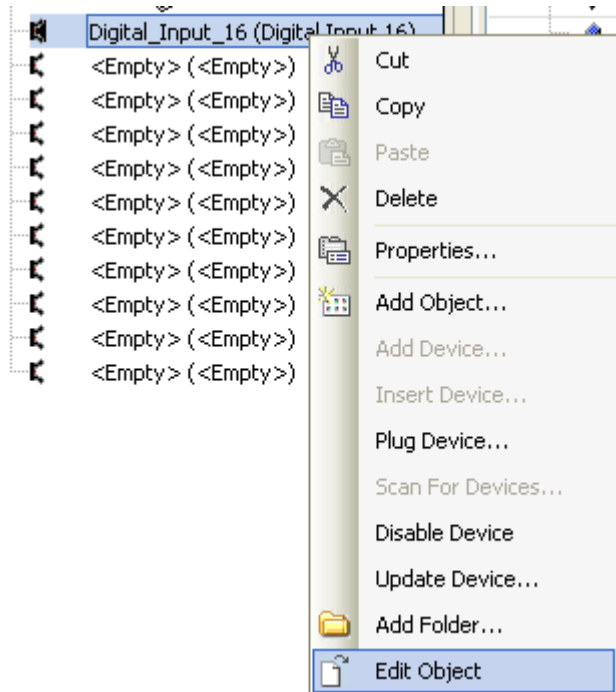 Digital_Input_16 (Digital Input 16)
<Empty> (<Empty>)
<Empty> (<Empty>)
<Empty> (<Empty>)
<Empty> (<Empty>)
<Empty> (<Empty>)
<Empty> (<Empty>)
<Empty> (<Empty>)
<Empty> (<Empty>)
<Empty> (<Empty>)
<Empty> (<Empty>)
Cut
Copy
Paste
Delete
Properties...
Add Object...
Add Device...
Insert Device...
Plug Device...
Scan For Devices...
Disable Device
Update Device...
Add Folder...
Edit Object